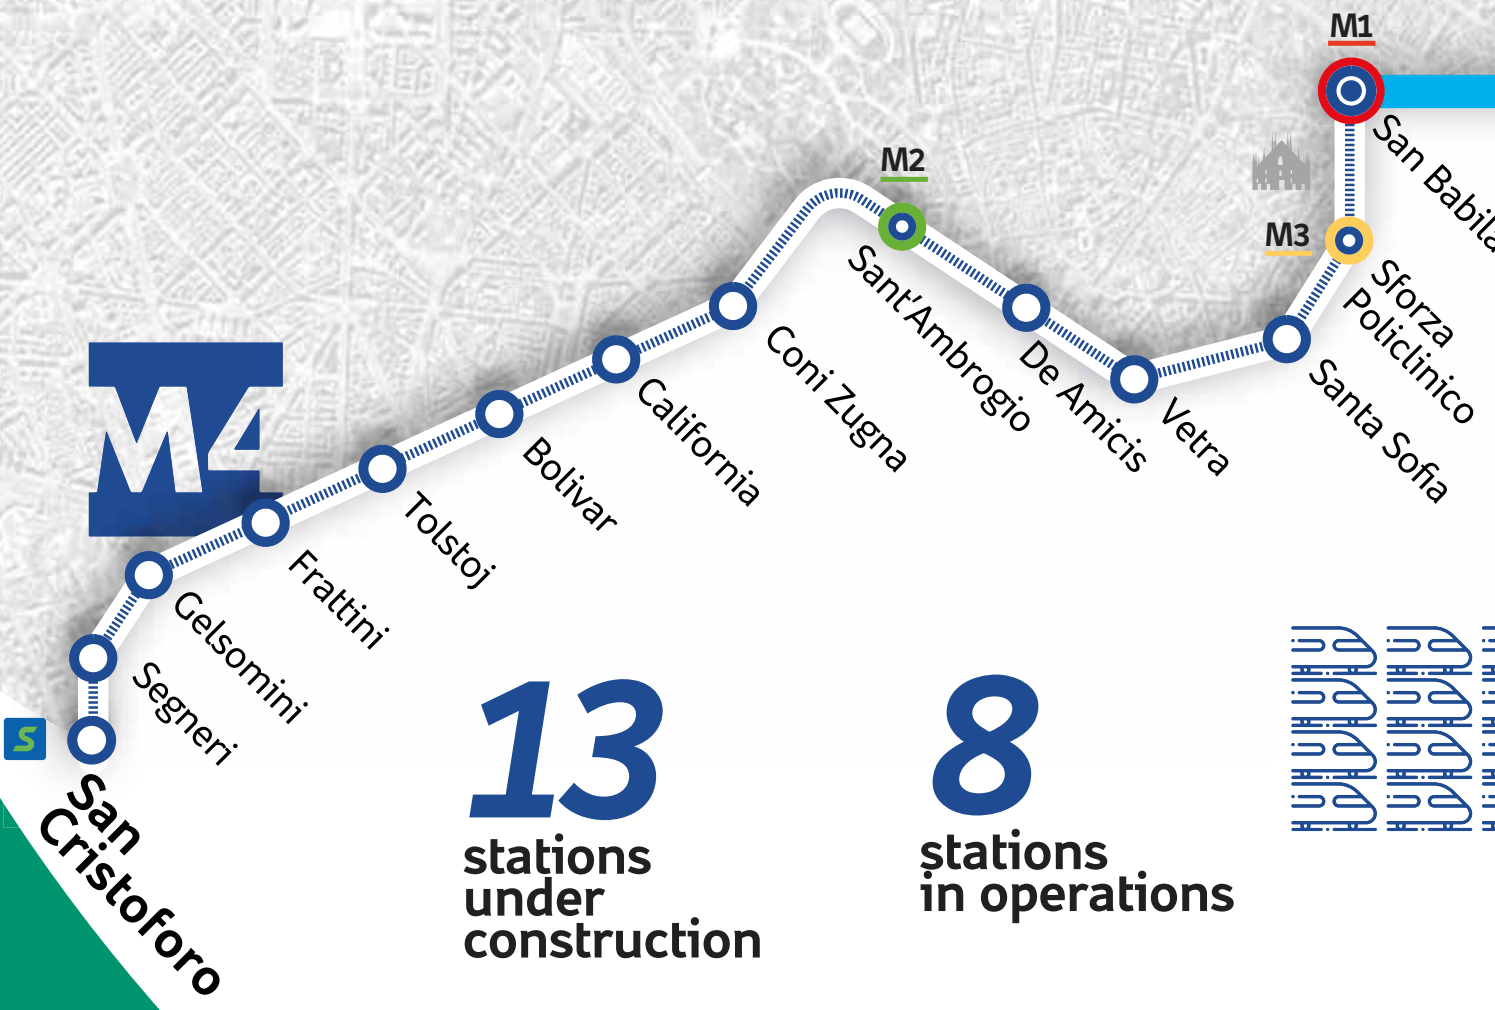 M1
San Babila
M2
M3
Sforza
Policlinico
Sant'Ambrogio
De Amicis
Vetra
Santa Sofia
Coni Zugna
California
Bolivar
Tolstoj
Frattini
Gelsomini
Segneri
M4
S
San
Cristoforo
13
stations
under
construction
8
stations
in operations